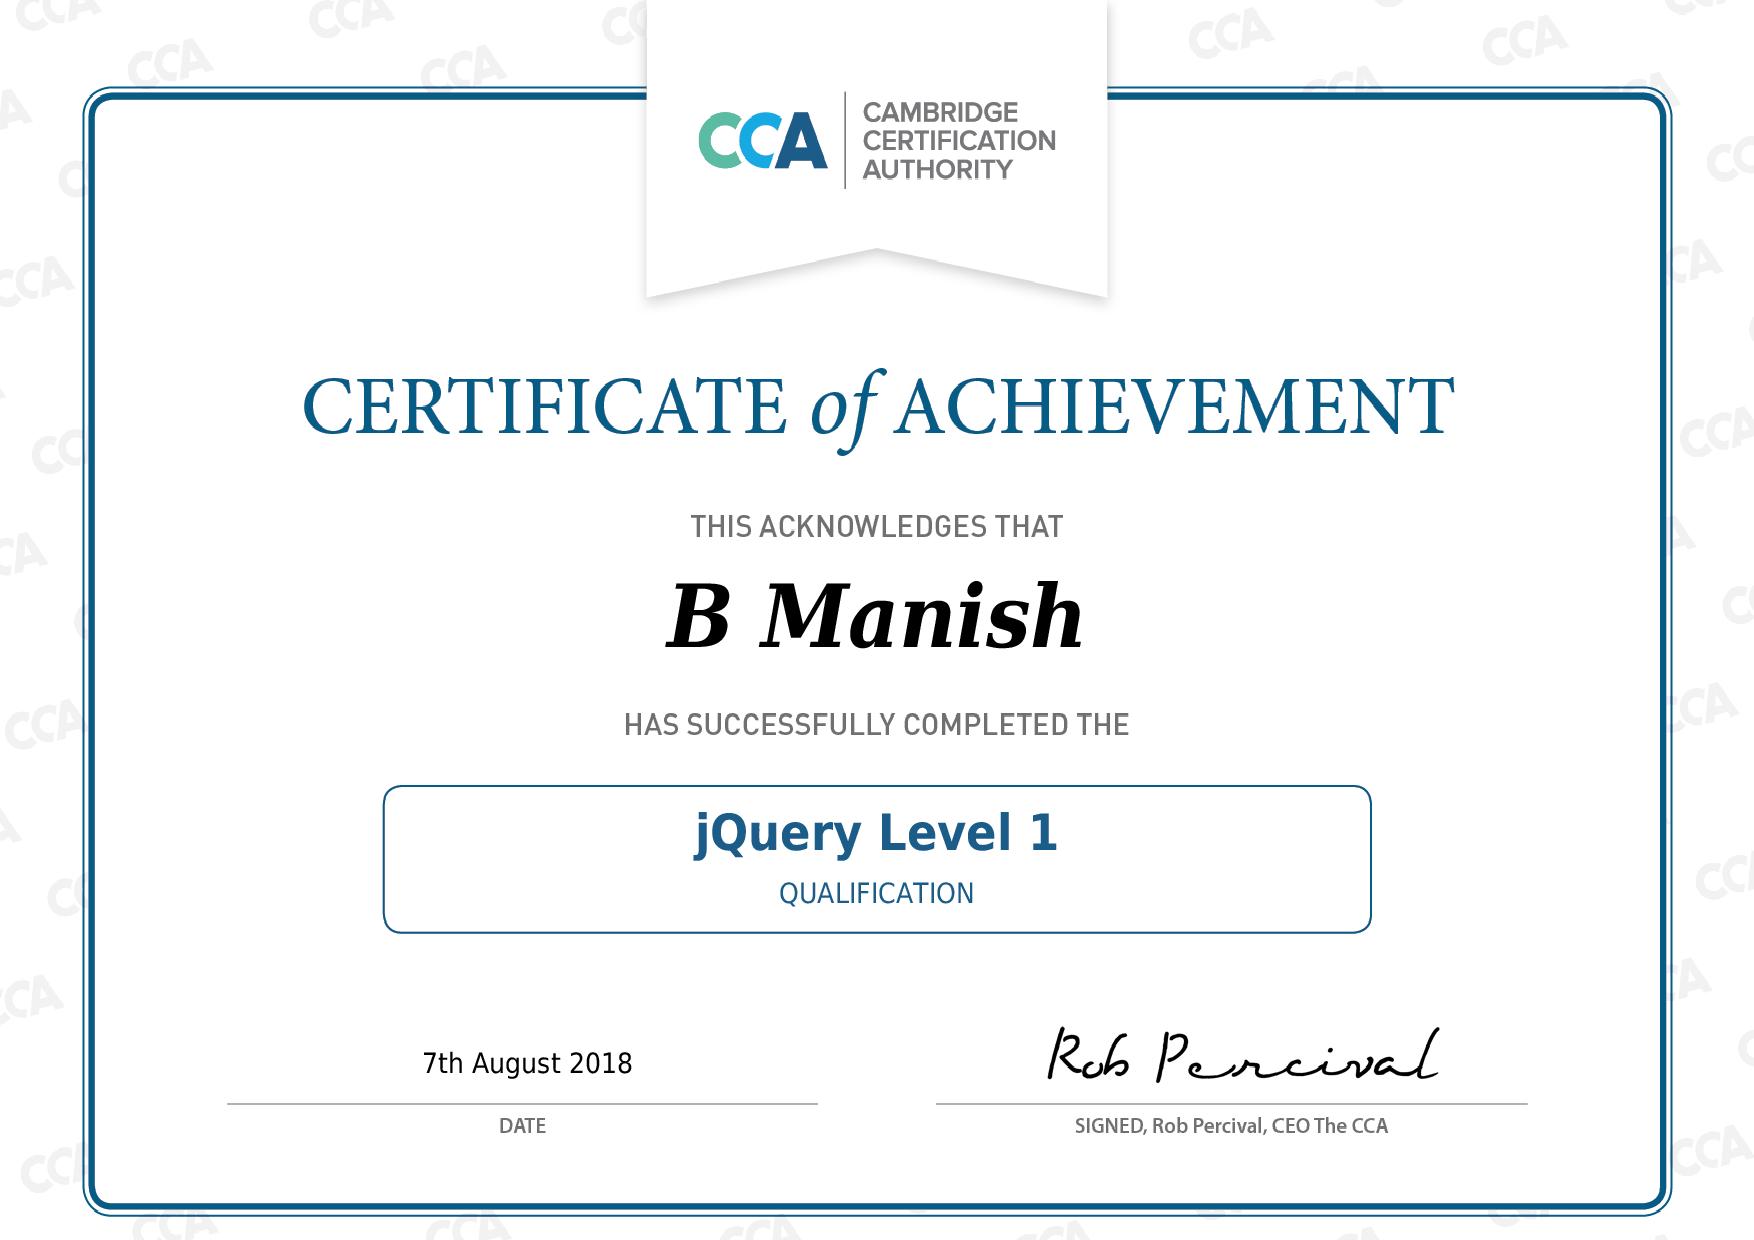 CCA
CAMBRIDGE
CERTIFICATION
AUTHORITY
CERTIFICATE of ACHIEVEMENT
THIS ACKNOWLEDGES THAT
B Manish
HAS SUCCESSFULLY COMPLETED THE
jQuery Level 1
QUALIFICATION
7th August 2018
Rob Percival
DATE
SIGNED, Rob Percival, CEO The CCA